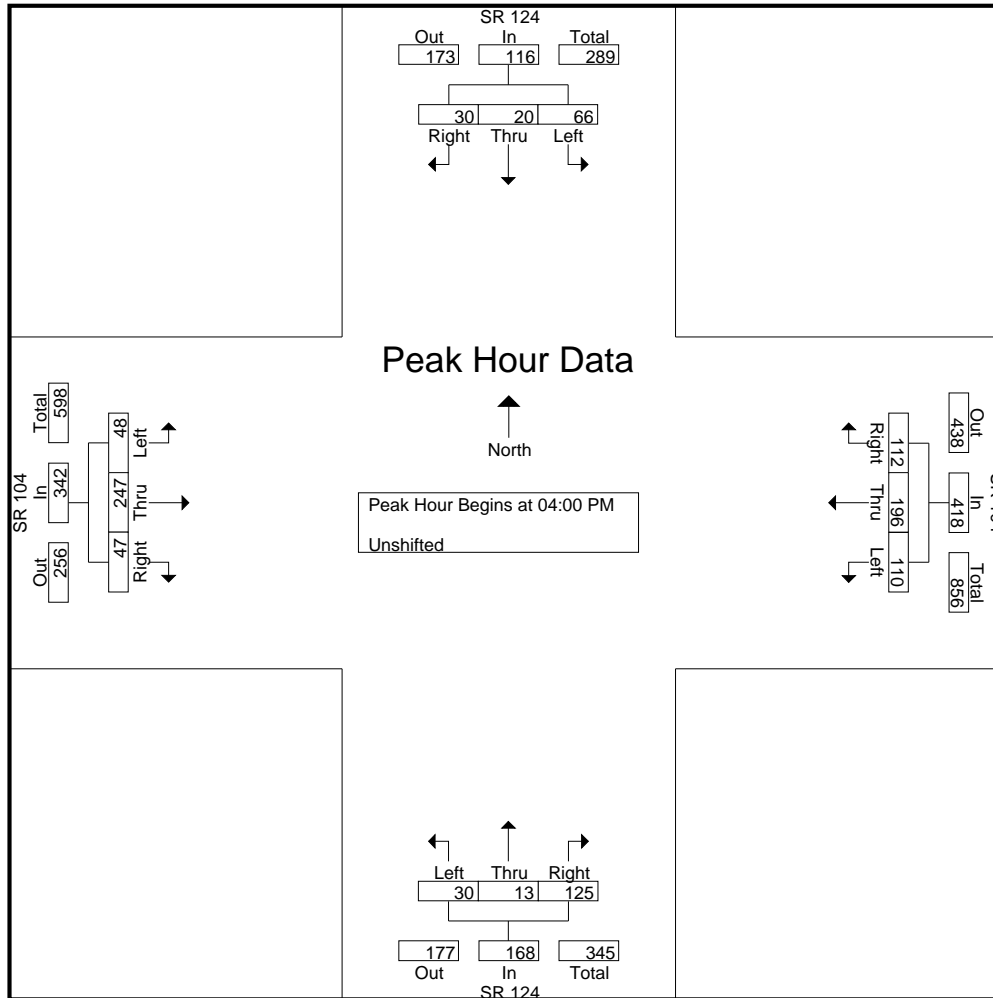 SR 124
Out In Total
173 116 289
30 20 66
Right Thru Left
Peak Hour Data
North
Peak Hour Begins at 04:00 PM
Unshifted
SR 104
Total In Out
598 342 256
48 247 47
Left Thru Right
Right Thru Left
112 196 110
Out In Total
438 418 856
Left Thru Right
30 13 125
177 168 345
Out In Total
SR 124